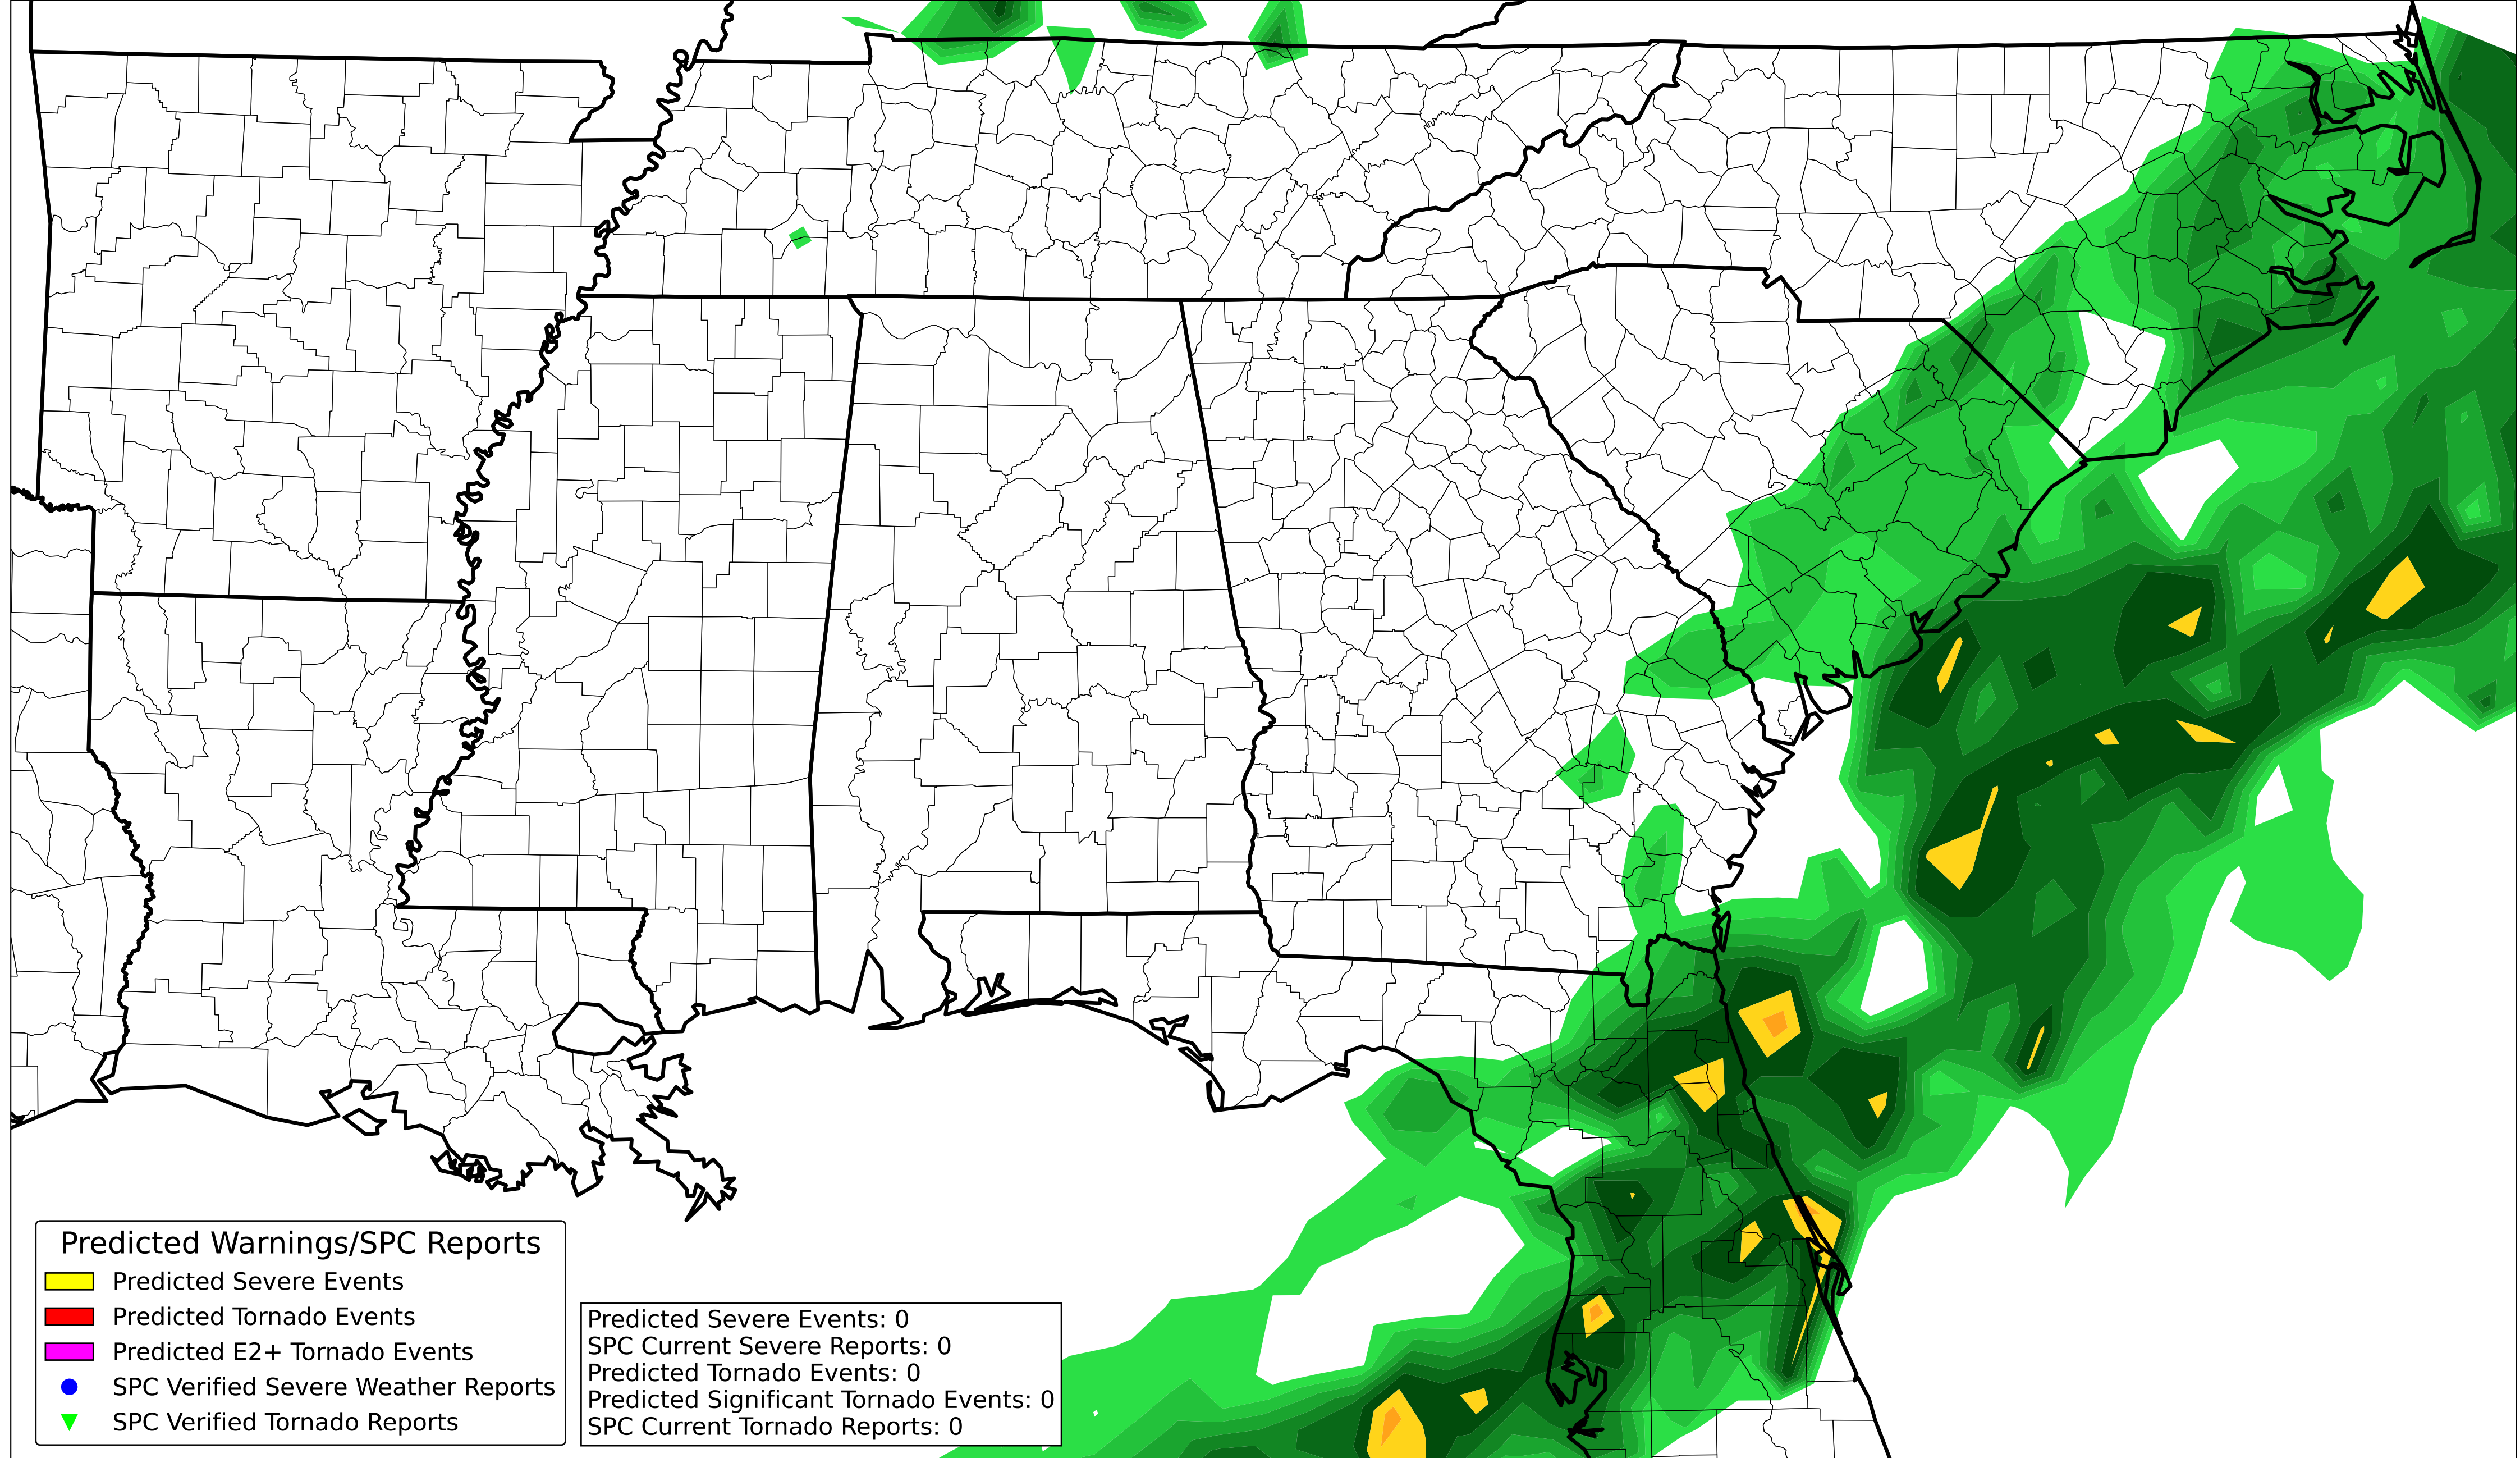 Predicted Warnings/SPC Reports
Predicted Severe Events
Predicted Tornado Events
Predicted E2+ Tornado Events
SPC Verified Severe Weather Reports
SPC Verified Tornado Reports
Predicted Severe Events: 0
SPC Current Severe Reports: 0
Predicted Tornado Events: 0
Predicted Significant Tornado Events: 0
SPC Current Tornado Reports: 0